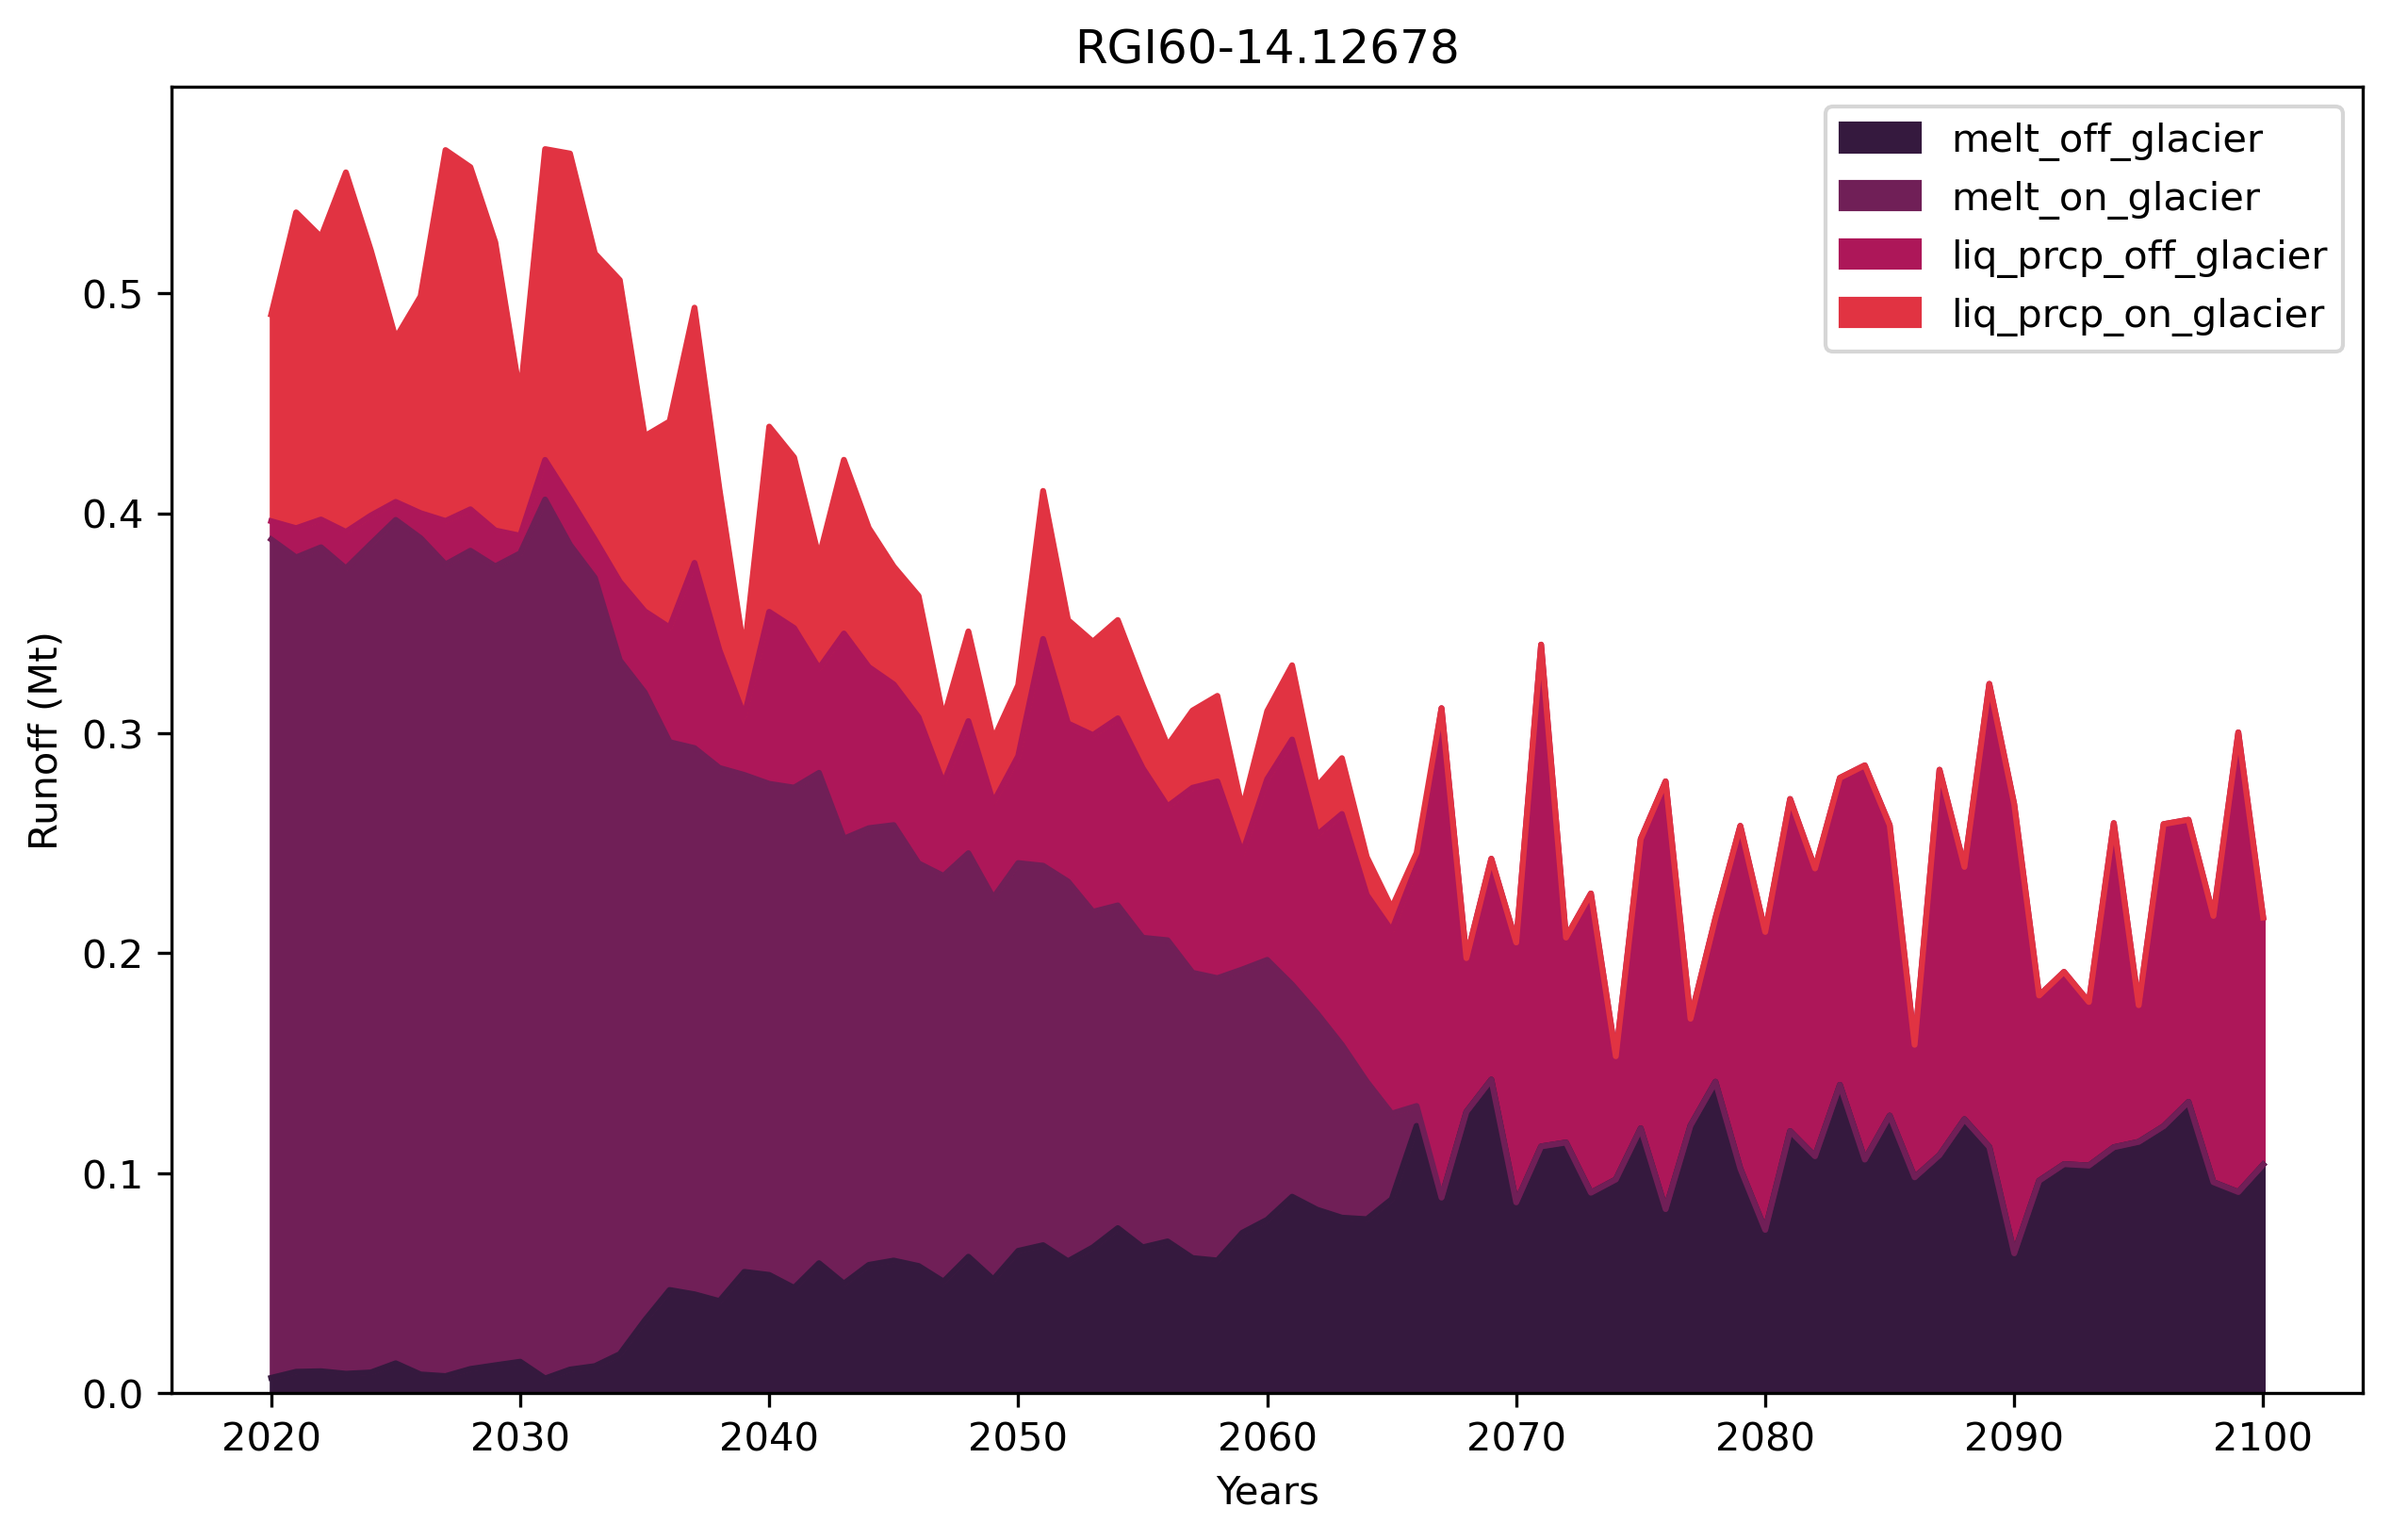 RGI60-14.12678
melt_off_glacier
melt_on_glacier
liq_prcp_off_glacier
liq_prcp_on_glacier
Runoff (Mt)
0.5
0.4
0.3
0.2
0.1
0.0
2020 2030 2040 2050 2060 2070 2080 2090 2100
Years